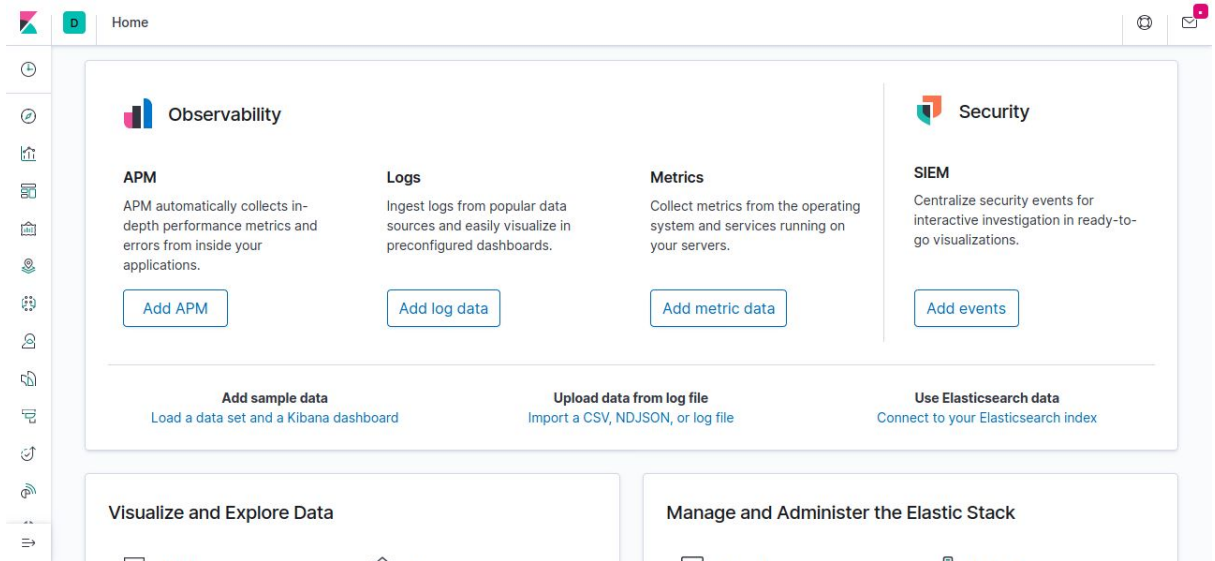 D
Home
Observability
Security
APM
APM automatically collects in-
depth performance metrics and
errors from inside your
applications.
Add APM
Logs
Ingest logs from popular data
sources and easily visualize in
preconfigured dashboards.
Add log data
Metrics
Collect metrics from the operating
system and services running on
your servers.
Add metric data
SIEM
Centralize security events for
interactive investigation in ready-to-
go visualizations.
Add events
Add sample data
Load a data set and a Kibana dashboard
Upload data from log file
Import a CSV, NDJSON, or log file
Use Elasticsearch data
Connect to your Elasticsearch index
Visualize and Explore Data
Manage and Administer the Elastic Stack